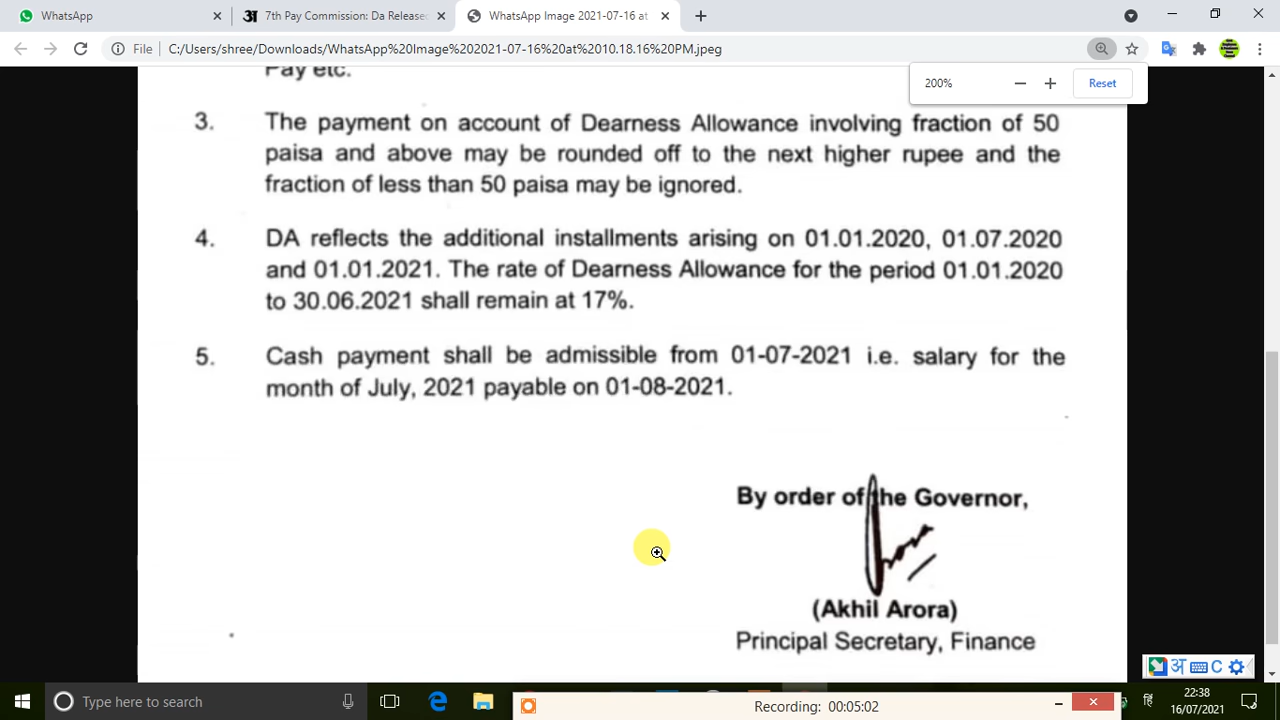 WhatsApp
7th Pay Commission: Da Released
WhatsApp Image 2021-07-16 at
File C:/Users/shree/Downloads/WhatsApp%20Image%202021-07-16%20at%2010.18.16%20PM.jpeg
200% Reset
Pay etc.
3. The payment on account of Dearness Allowance involving fraction of 50
paisa and above may be rounded off to the next higher rupee and the
fraction of less than 50 paisa may be ignored.
4. DA reflects the additional installments arising on 01.01.2020, 01.07.2020
and 01.01.2021. The rate of Dearness Allowance for the period 01.01.2020
to 30.06.2021 shall remain at 17%.
5. Cash payment shall be admissible from 01-07-2021 i.e. salary for the
month of July, 2021 payable on 01-08-2021.
By order of the Governor,
(Akhil Arora)
Principal Secretary, Finance
अ C
Type here to search
Recording: 00:05:02
हि
22:38
16/07/2021